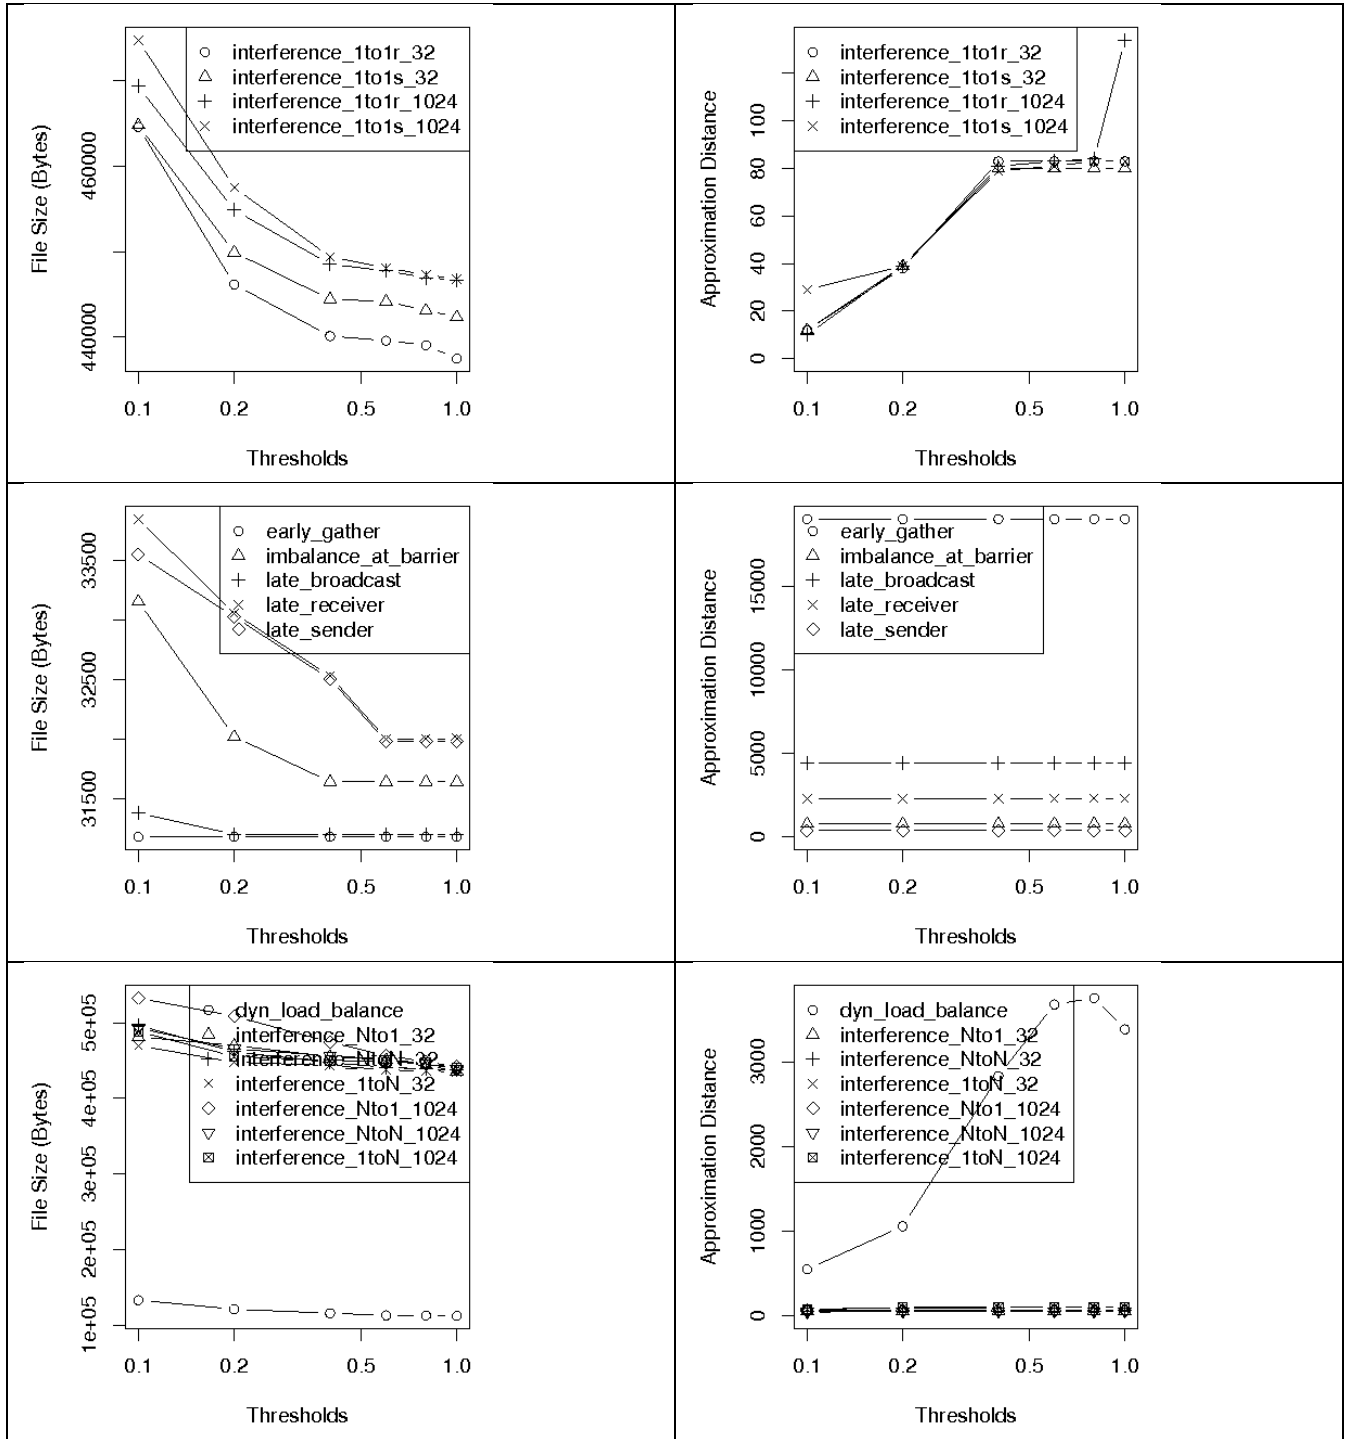 File Size (Bytes)
460000
440000
interference_1to1r_32
interference_1to1s_32
interference_1to1r_1024
interference_1to1s_1024
0.1 0.2 0.5 1.0
Thresholds
Approximation Distance
100
80
60
40
20
0
interference_1to1r_32
interference_1to1s_32
interference_1to1r_1024
interference_1to1s_1024
0.1 0.2 0.5 1.0
Thresholds
File Size (Bytes)
33500
32500
31500
early_gather
imbalance_at_barrier
late_broadcast
late_receiver
late_sender
0.1 0.2 0.5 1.0
Thresholds
Approximation Distance
15000
10000
5000
0
early_gather
imbalance_at_barrier
late_broadcast
late_receiver
late_sender
0.1 0.2 0.5 1.0
Thresholds
File Size (Bytes)
5e+05
4e+05
3e+05
2e+05
1e+05
dyn_load_balance
interference_Nto1_32
interference_NtoN_32
interference_1toN_32
interference_Nto1_1024
interference_NtoN_1024
interference_1toN_1024
0.1 0.2 0.5 1.0
Thresholds
Approximation Distance
3000
2000
1000
0
dyn_load_balance
interference_Nto1_32
interference_NtoN_32
interference_1toN_32
interference_Nto1_1024
interference_NtoN_1024
interference_1toN_1024
0.1 0.2 0.5 1.0
Thresholds